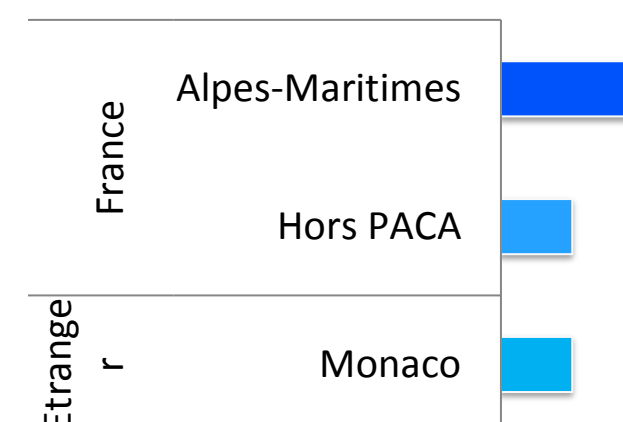 France
Alpes-Maritimes
Hors PACA
Etrange
r
Monaco